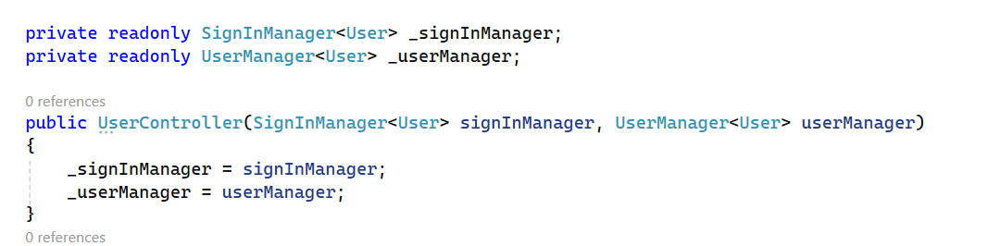 private readonly SignInManager<User> _signInManager;
private readonly UserManager<User> _userManager;
0 references
public UserController(SignInManager<User> signInManager, UserManager<User> userManager)
{
_signInManager = signInManager;
_userManager = userManager;
}
0 references